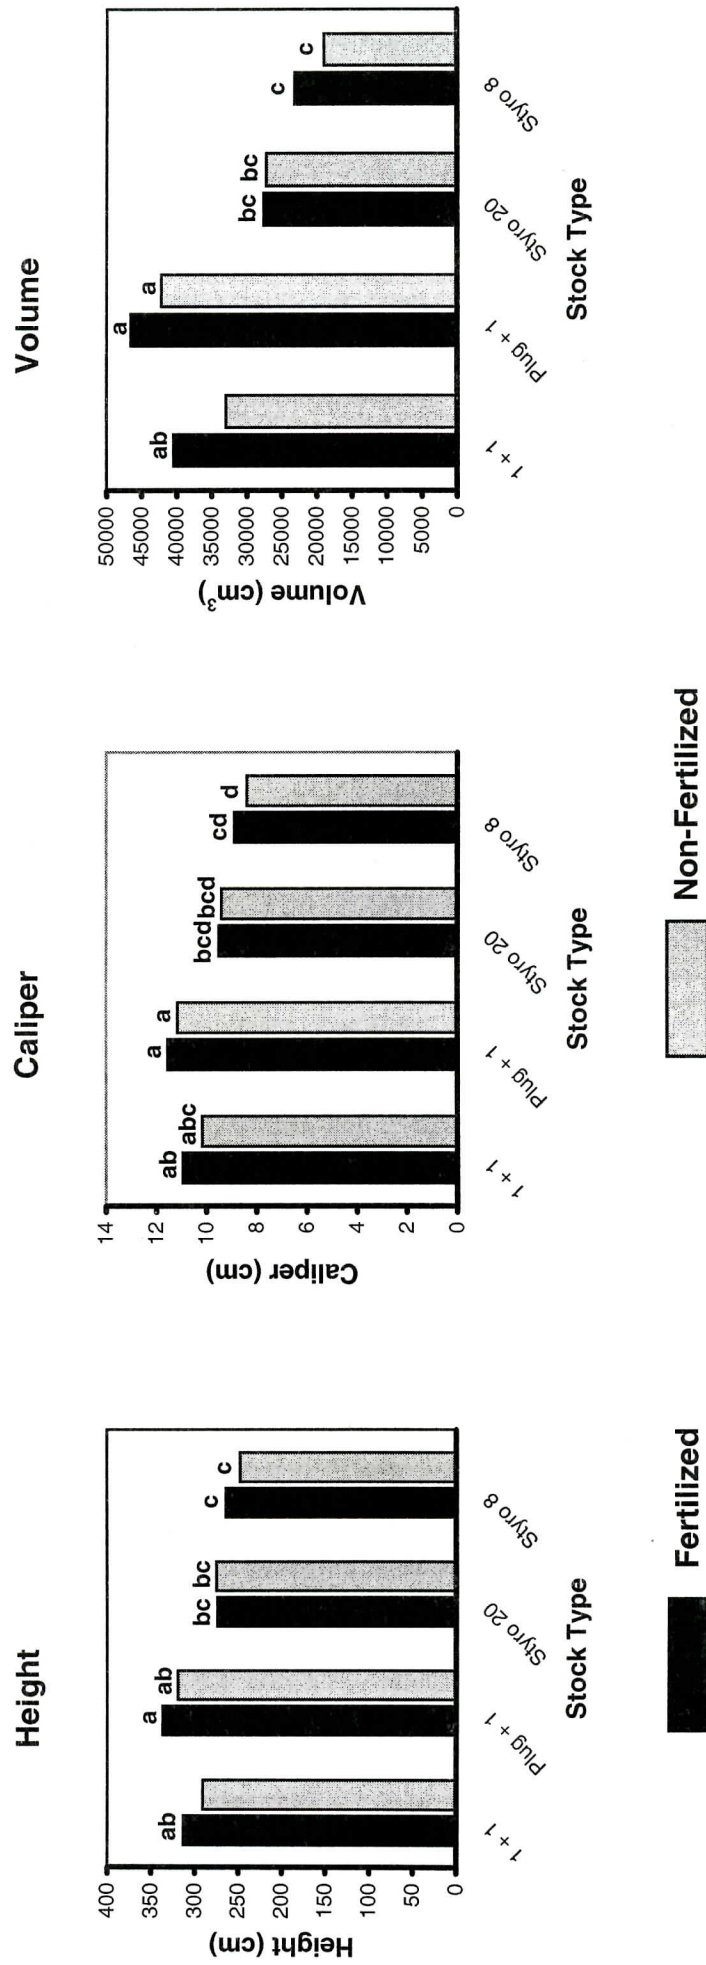 Height
400
350
300
250
200
150
100
50
0
Height (cm)
ab
a
ab
bc
bc
c
c
1 + 1
Plug + 1
Styro 20
Styro 8
Stock Type
Caliper
14
12
10
8
6
4
2
0
Caliper (cm)
ab
abc
a
a
bcd
bcd
cd
d
1 + 1
Plug + 1
Styro 20
Styro 8
Stock Type
Volume
50000
45000
40000
35000
30000
25000
20000
15000
10000
5000
0
Volume (cm³)
ab
a
a
bc
bc
c
c
1 + 1
Plug + 1
Styro 20
Styro 8
Stock Type
Fertilized
Non-Fertilized